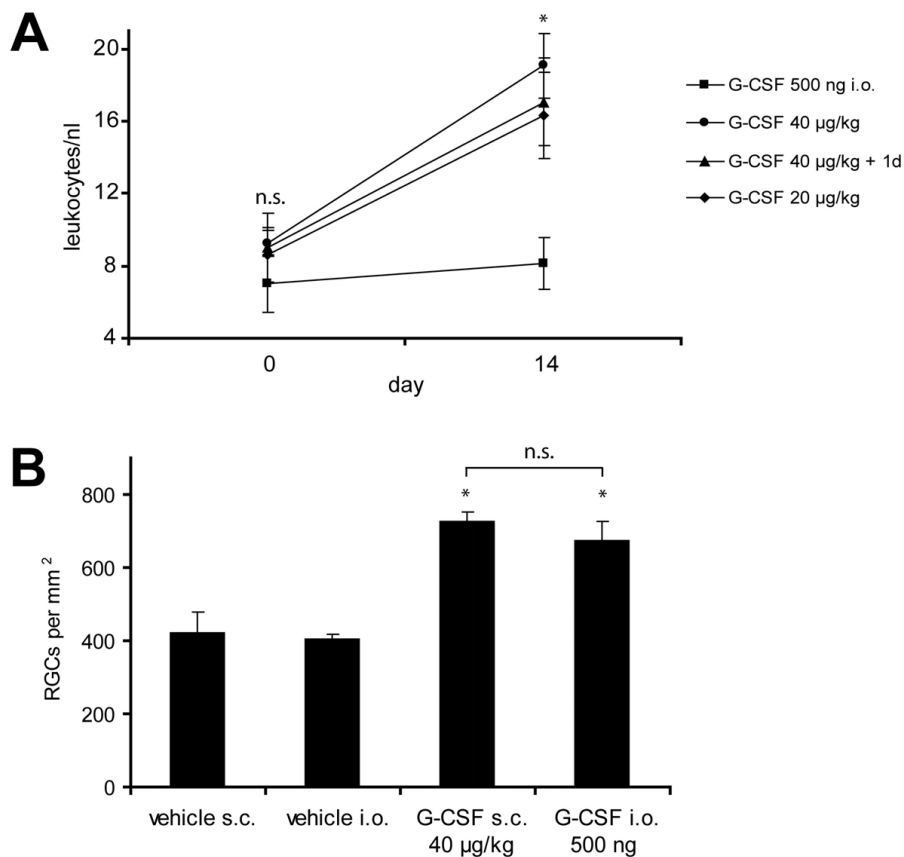 A
*
20
16
12
8
4
leukocytes/nl
n.s.
0
14
day
G-CSF 500 ng i.o.
G-CSF 40 µg/kg
G-CSF 40 µg/kg + 1d
G-CSF 20 µg/kg
B
n.s.
*
*
800
600
400
200
0
RGCs per mm 2
vehicle s.c.
vehicle i.o.
G-CSF s.c.
40 µg/kg
G-CSF i.o.
500 ng